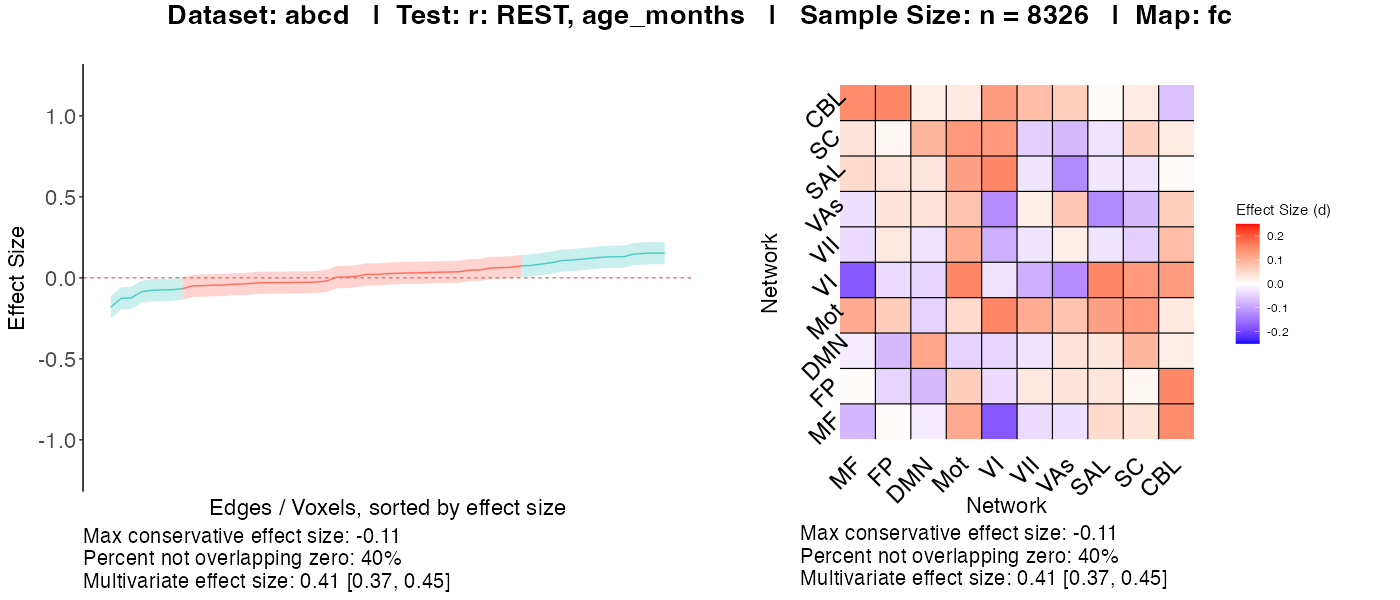 Dataset: abcd | Test: r: REST, age_months | Sample Size: n = 8326 | Map: fc
Effect Size
1.0
0.5
0.0
-0.5
-1.0
Edges / Voxels, sorted by effect size
Max conservative effect size: -0.11
Percent not overlapping zero: 40%
Multivariate effect size: 0.41 [0.37, 0.45]
Network
CBL
SC
SAL
VAs
VII
VI
Mot
DMN
FP
MF
MF FP DMN Mot VI VII VAs SAL SC CBL
Network
Max conservative effect size: -0.11
Percent not overlapping zero: 40%
Multivariate effect size: 0.41 [0.37, 0.45]
Effect Size (d)
0.2
0.1
0.0
-0.1
-0.2